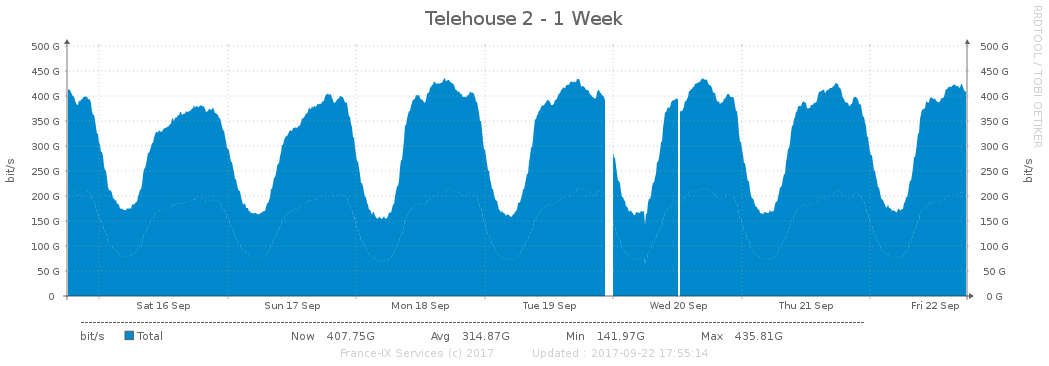 Telehouse 2 - 1 Week
RRDTOOL / TOBI OETIKER
500 G 500 G
450 G 450 G
400 G 400 G
350 G 350 G
300 G 300 G
250 G 250 G
200 G 200 G
150 G 150 G
100 G 100 G
50 G 50 G
0 0 G
bit/s bit/s
Sat 16 Sep Sun 17 Sep Mon 18 Sep Tue 19 Sep Wed 20 Sep Thu 21 Sep Fri 22 Sep
bit/s Total Now 407.75G Avg 314.87G Min 141.97G Max 435.81G
France-IX Services (c) 2017 Updated : 2017-09-22 17:55:14